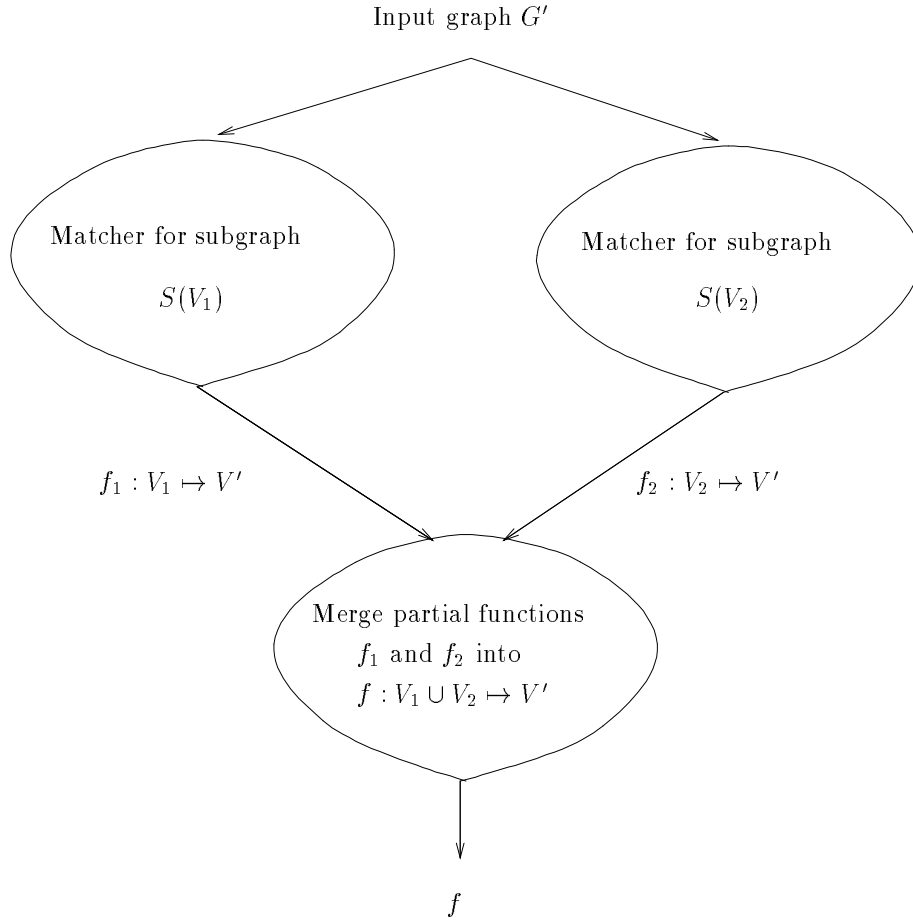 Input graph G′
Matcher for subgraph
S(V₁)
Matcher for subgraph
S(V₂)
f₁ : V₁ ↦ V′
f₂ : V₂ ↦ V′
Merge partial functions
f₁ and f₂ into
f : V₁ ∪ V₂ ↦ V′
f